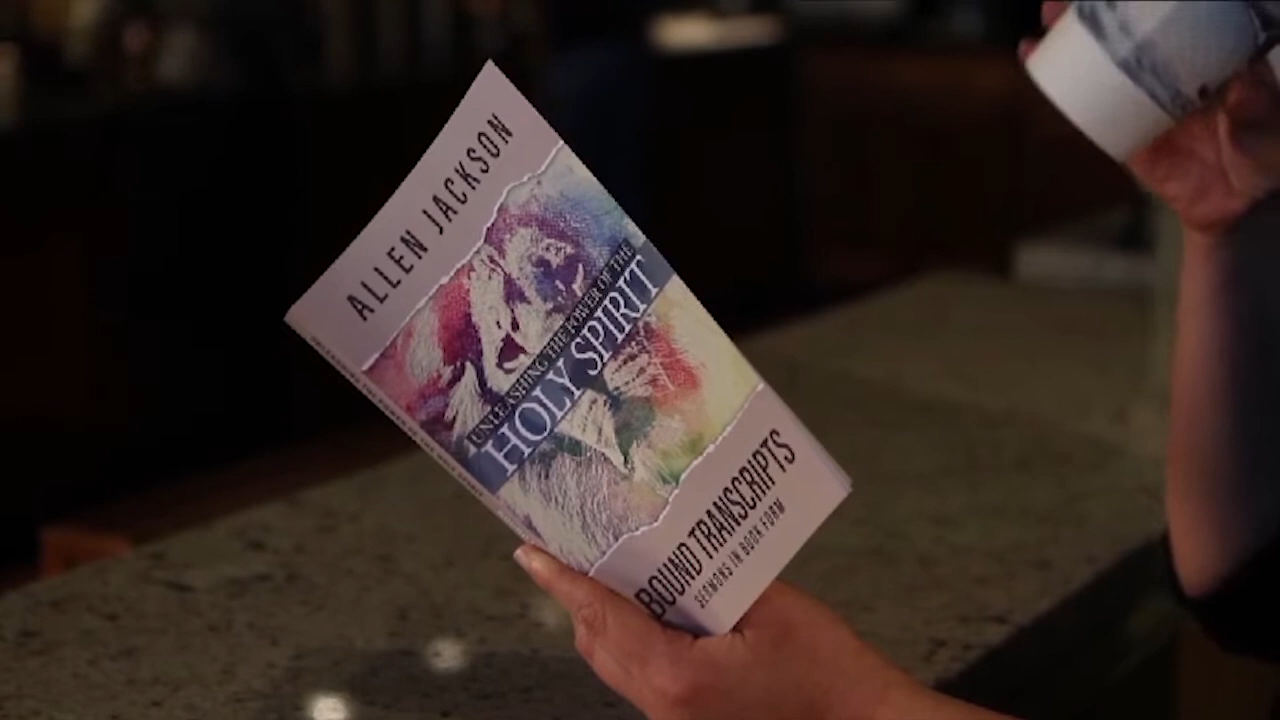 ALLEN JACKSON
UNLEASHING THE POWER OF THE
HOLY SPIRIT
BOUND TRANSCRIPTS
SERMONS IN BOOK FORM